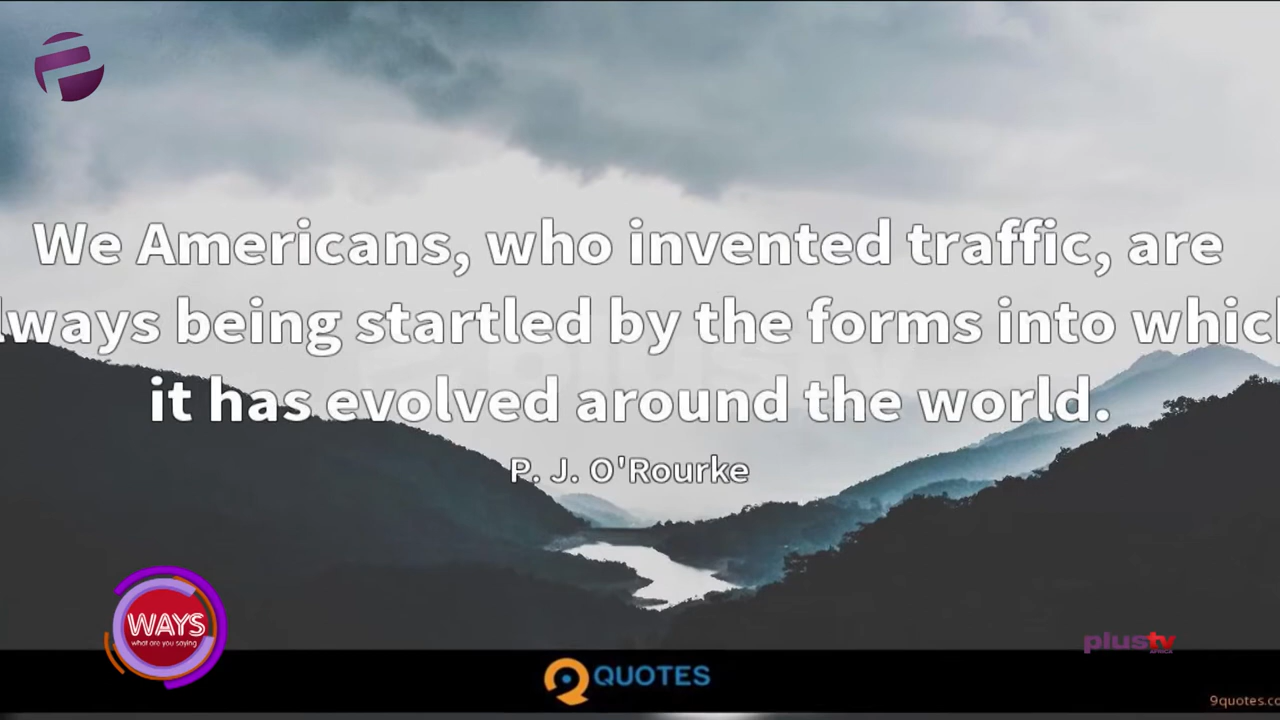 We Americans, who invented traffic, are
lways being startled by the forms into whic
it has evolved around the world.
P. J. O'Rourke
WAYS
what are you saying
plustv
AFRICA
QUOTES
9quotes.co